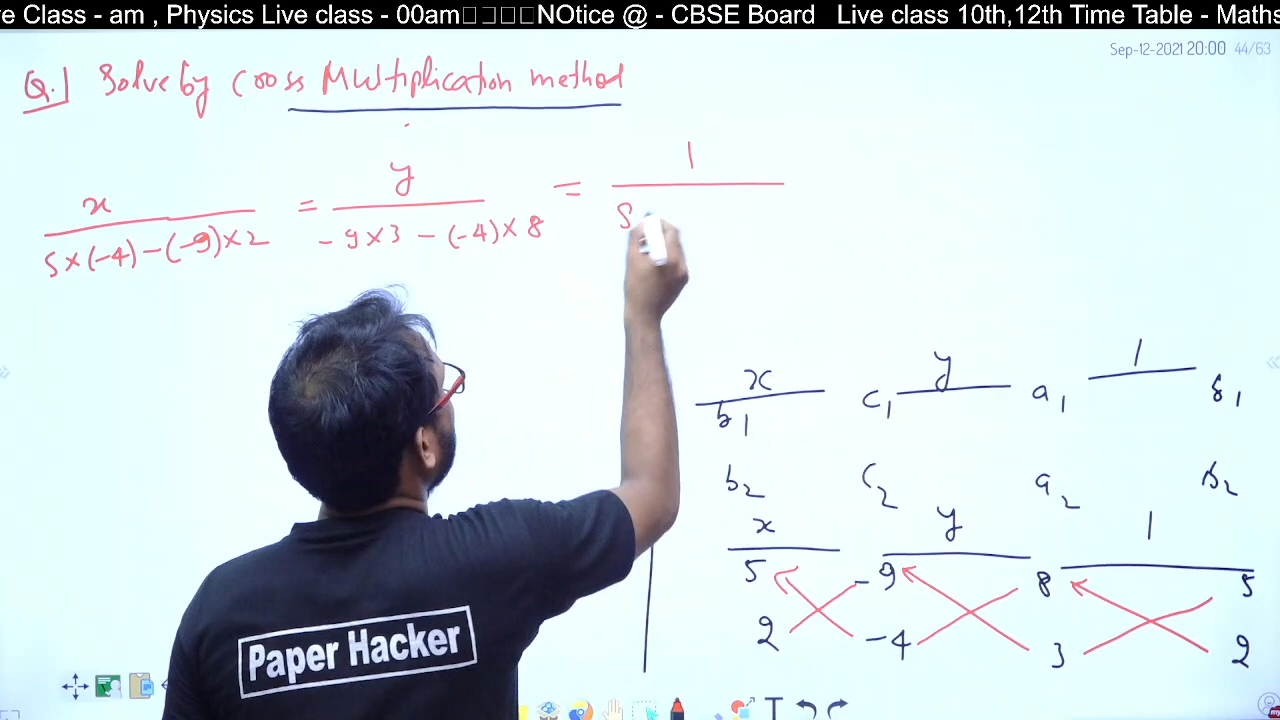 ve Class - am , Physics Live class - 00am□□□□NOtice @ - CBSE Board Live class 10th,12th Time Table - Maths
Sep-12-2021 20:00 44/63
Q.1 Solve by Cross Multiplication method
x y 1
= =
5×(-4)-(-9)×2 -9×3-(-4)×8 8
x y 1
b1 c1 a1 b1
b2 c2 a2 b2
x y 1
5 -9 8 5
2 -4 3 2
Paper Hacker
T